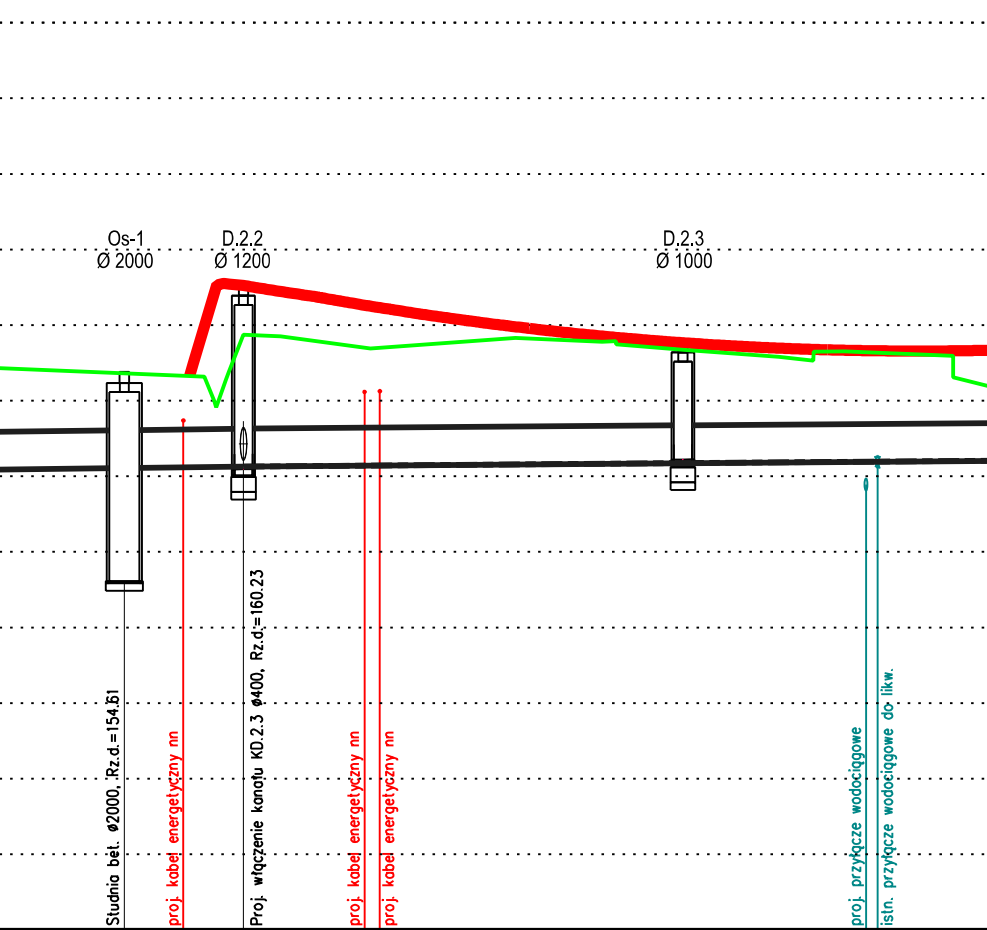 Os-1
Ø 2000
D.2.2
Ø 1200
D.2.3
Ø 1000
Studnia bet. ø2000, Rz.d.=154.61
proj. kabel energetyczny nn
Proj. włączenie kanału KD.2.3 ø400, Rz.d.=160.23
proj. kabel energetyczny nn
proj. kabel energetyczny nn
proj. przyłącze wodociągowe
istn. przyłącze wodociągowe do likw.